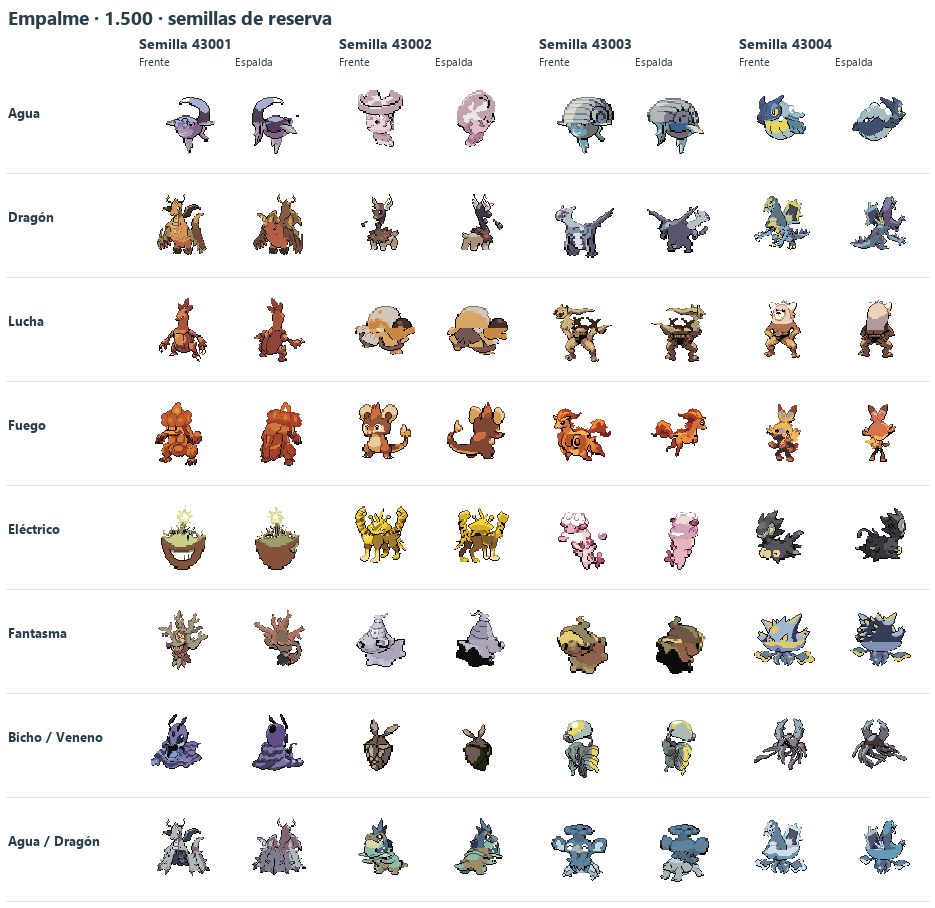 Empalme · 1.500 · semillas de reserva
Semilla 43001 Semilla 43002 Semilla 43003 Semilla 43004
Frente Espalda Frente Espalda Frente Espalda Frente Espalda
Agua
Dragón
Lucha
Fuego
Eléctrico
Fantasma
Bicho / Veneno
Agua / Dragón